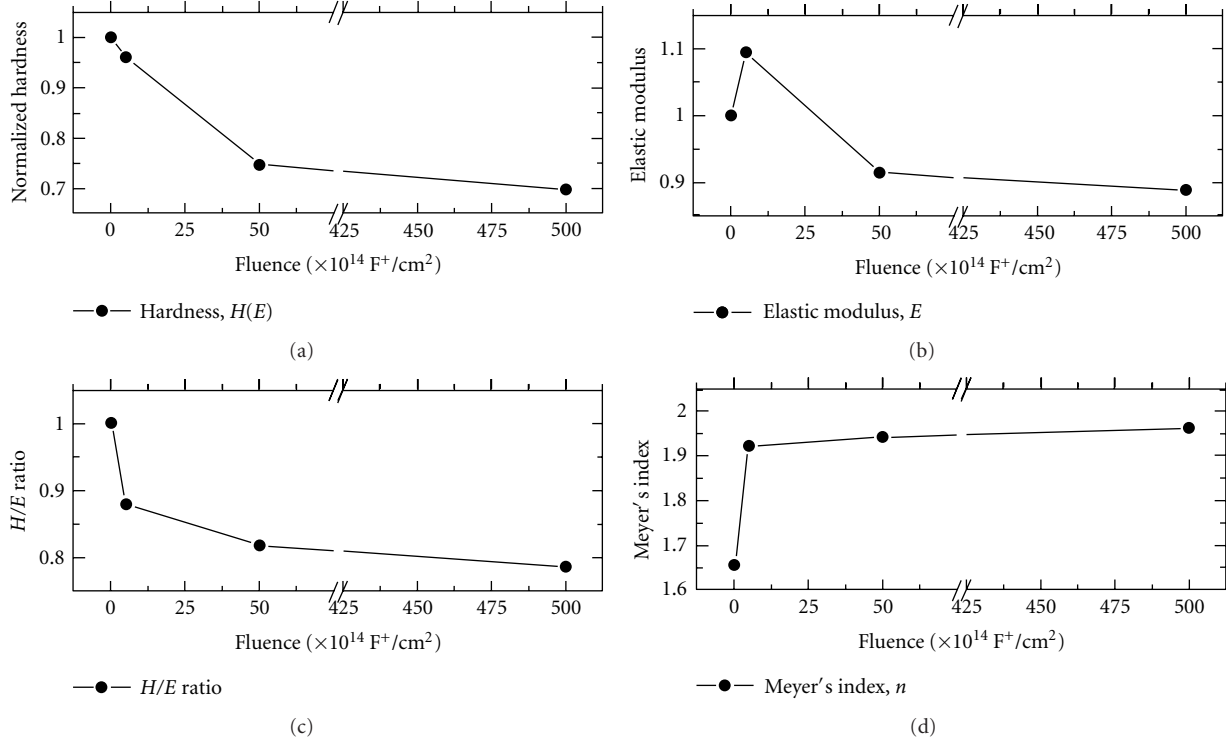 Normalized hardness
1
0.9
0.8
0.7
0 25 50 425 450 475 500
Fluence (×10¹⁴ F⁺/cm²)
Hardness, H(E)
(a)
Elastic modulus
1.1
1
0.9
0 25 50 425 450 475 500
Fluence (×10¹⁴ F⁺/cm²)
Elastic modulus, E
(b)
H/E ratio
1
0.9
0.8
0 25 50 425 450 475 500
Fluence (×10¹⁴ F⁺/cm²)
H/E ratio
(c)
Meyer′s index
2
1.9
1.8
1.7
1.6
0 25 50 425 450 475 500
Fluence (×10¹⁴ F⁺/cm²)
Meyer′s index, n
(d)